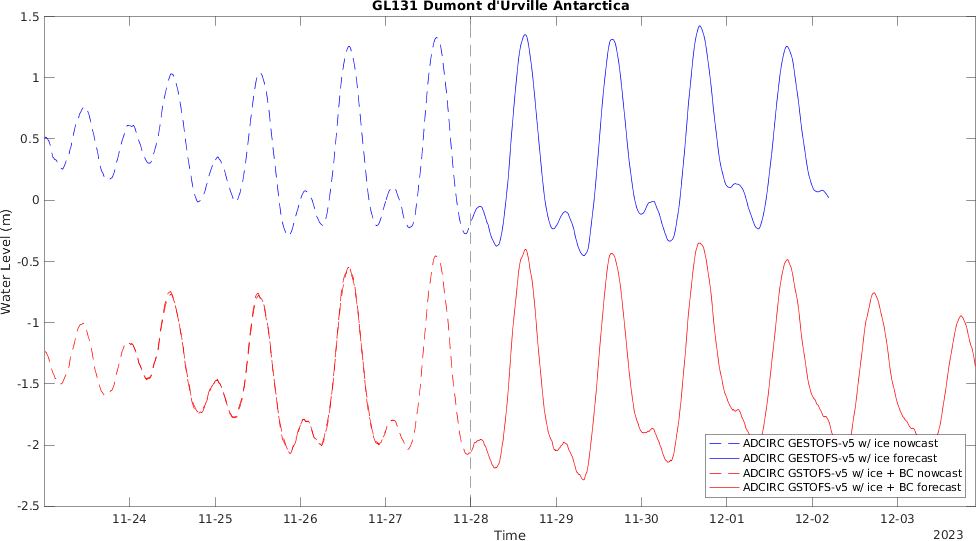 GL131 Dumont d'Urville Antarctica
1.5
1
0.5
0
-0.5
-1
-1.5
-2
-2.5
Water Level (m)
11-24
11-25
11-26
11-27
11-28
11-29
11-30
12-01
12-02
12-03
Time
2023
ADCIRC GESTOFS-v5 w/ ice nowcast
ADCIRC GESTOFS-v5 w/ ice forecast
ADCIRC GSTOFS-v5 w/ ice + BC nowcast
ADCIRC GSTOFS-v5 w/ ice + BC forecast